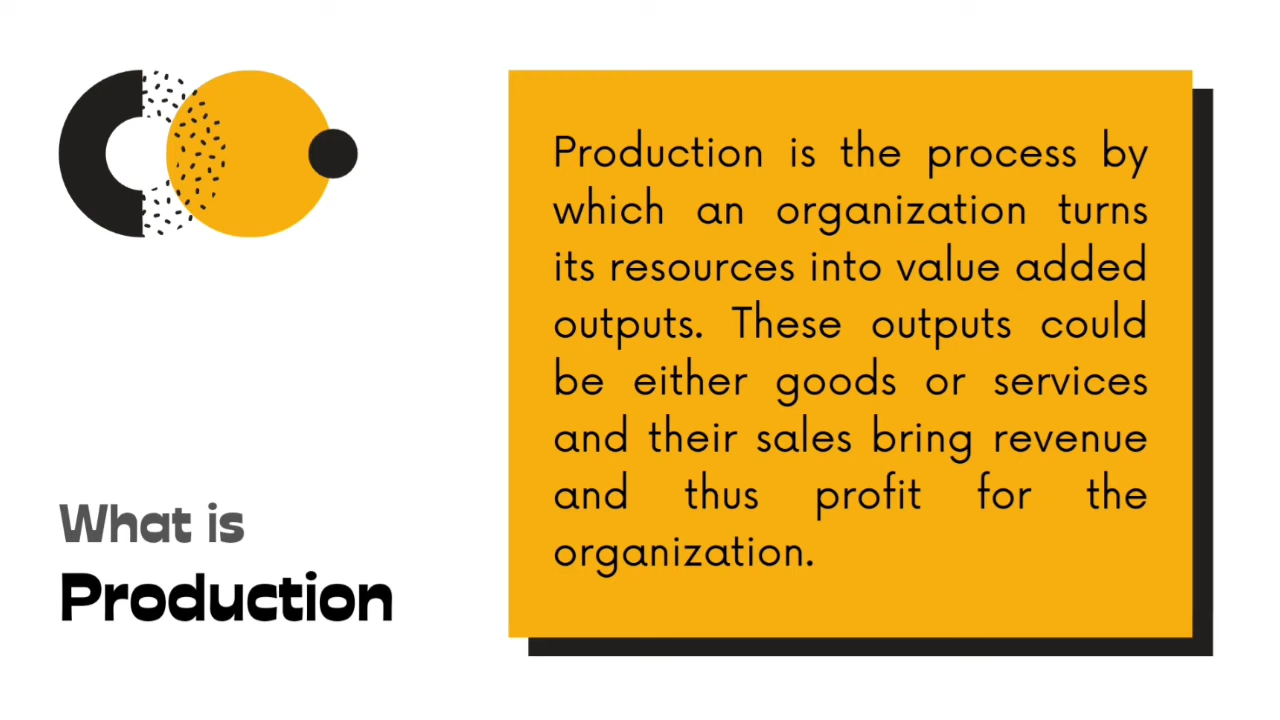 What is
Production
Production is the process by
which an organization turns
its resources into value added
outputs. These outputs could
be either goods or services
and their sales bring revenue
and thus profit for the
organization.